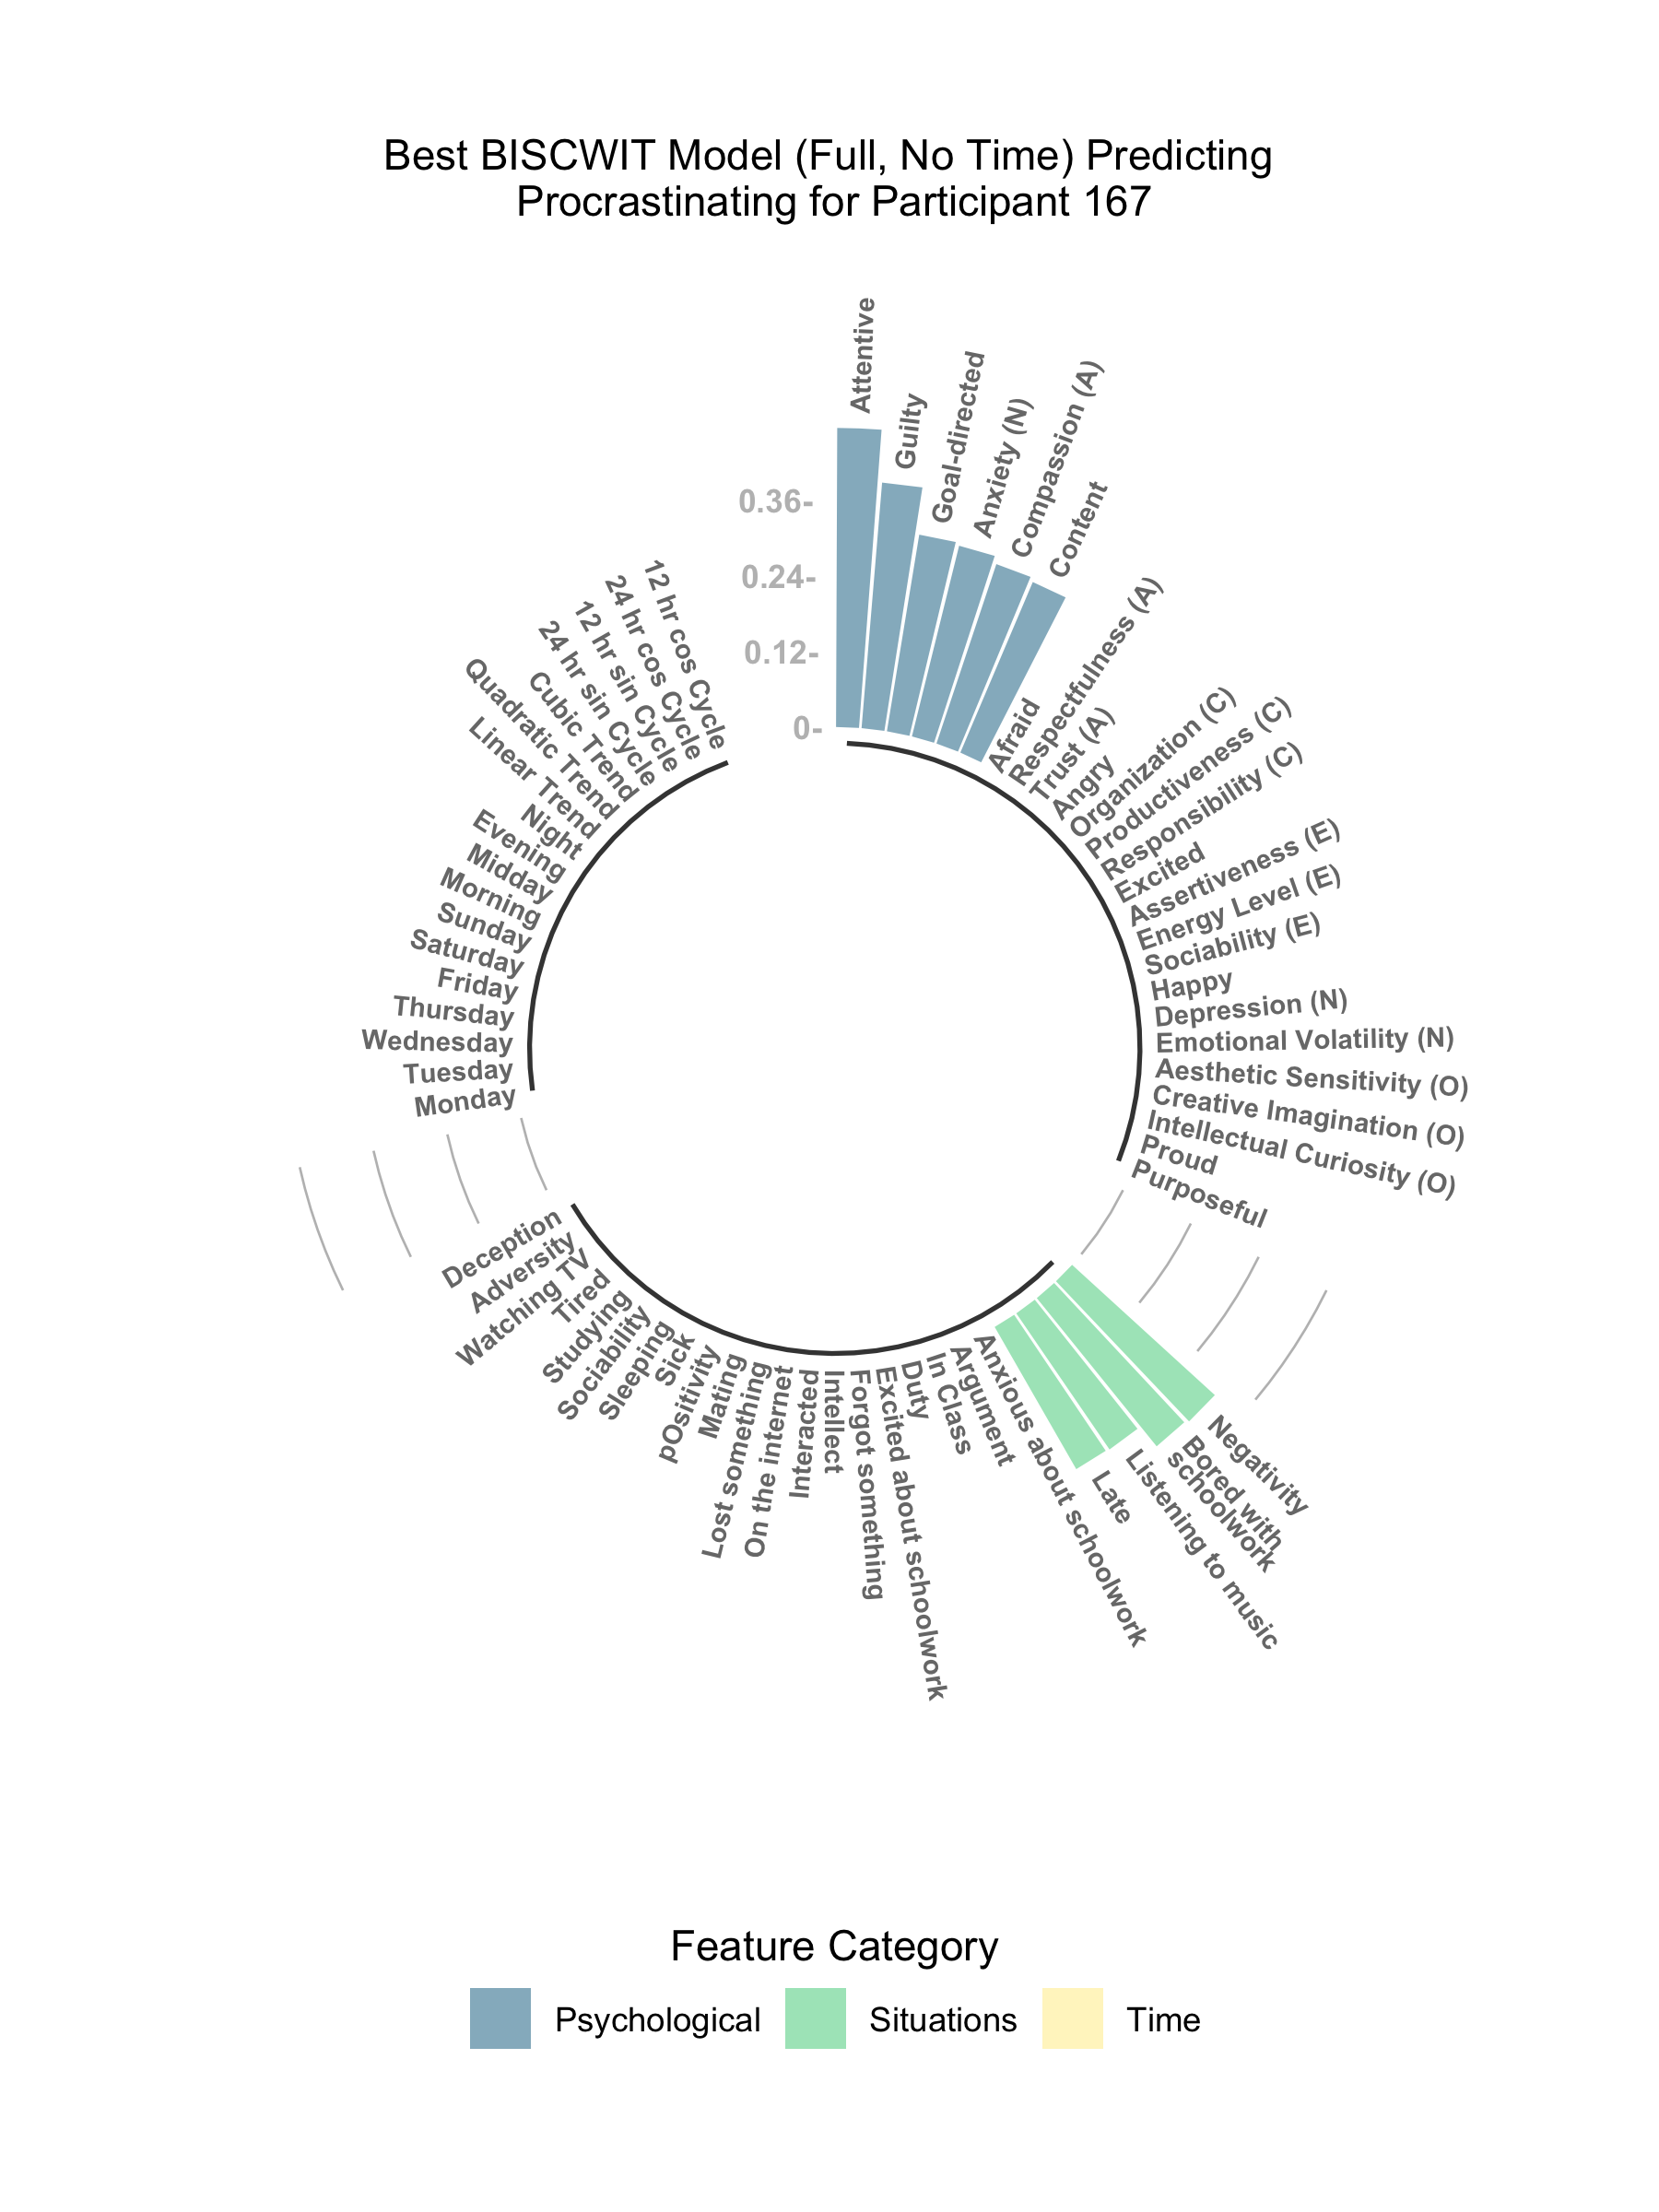 Best BISCWIT Model (Full, No Time) Predicting
Procrastinating for Participant 167
0.36-
0.24-
0.12-
0-
Attentive
Guilty
Goal-directed
Anxiety (N)
Compassion (A)
Content
Afraid
Respectfulness (A)
Trust (A)
Angry
Organization (C)
Productiveness (C)
Responsibility (C)
Excited
Assertiveness (E)
Energy Level (E)
Sociability (E)
Happy
Depression (N)
Emotional Volatility (N)
Aesthetic Sensitivity (O)
Creative Imagination (O)
Intellectual Curiosity (O)
Proud
Purposeful
Negativity
Bored with
schoolwork
Listening to music
Late
Anxious about schoolwork
Argument
In Class
Duty
Excited about schoolwork
Forgot something
Intellect
Interacted
On the internet
Lost something
Mating
pOsitivity
Sick
Sleeping
Sociability
Studying
Tired
Watching TV
Adversity
Deception
Monday
Tuesday
Wednesday
Thursday
Friday
Saturday
Sunday
Morning
Midday
Evening
Night
Linear Trend
Quadratic Trend
Cubic Trend
24 hr sin Cycle
12 hr sin Cycle
24 hr cos Cycle
12 hr cos Cycle
Feature Category
Psychological
Situations
Time